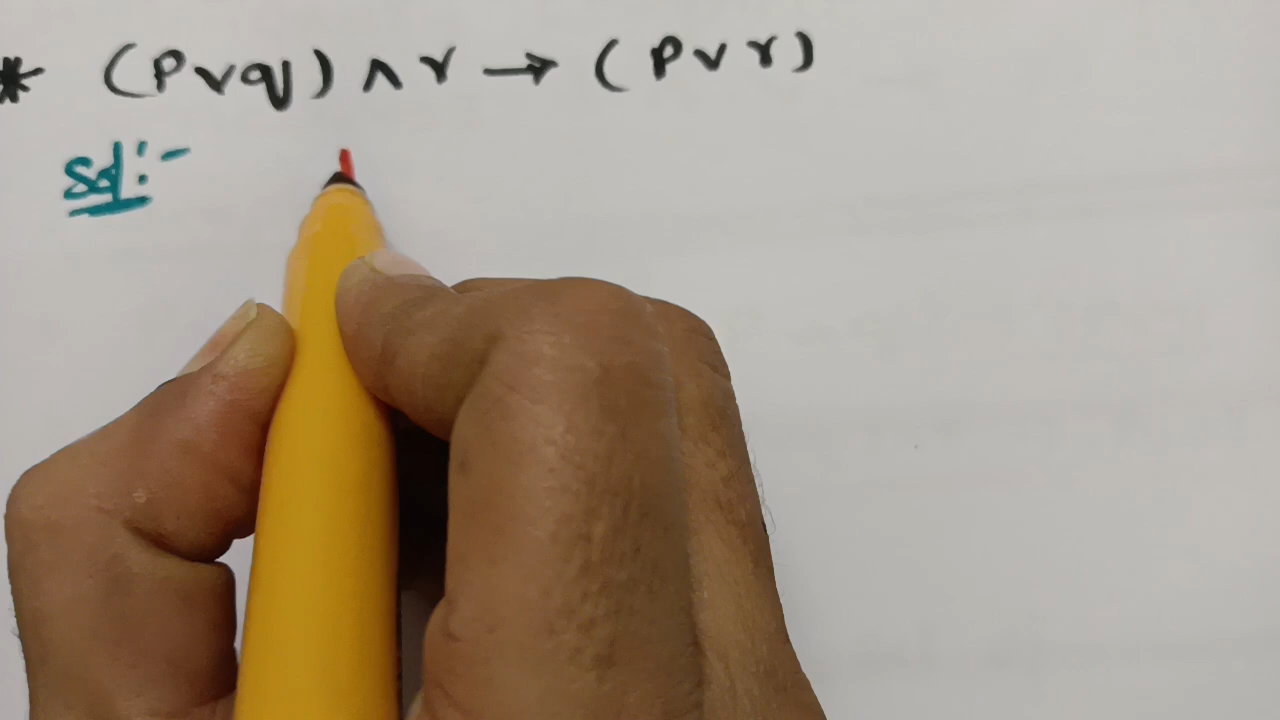 * (p∨q) ∧ r → (p∨r)
Sol:-